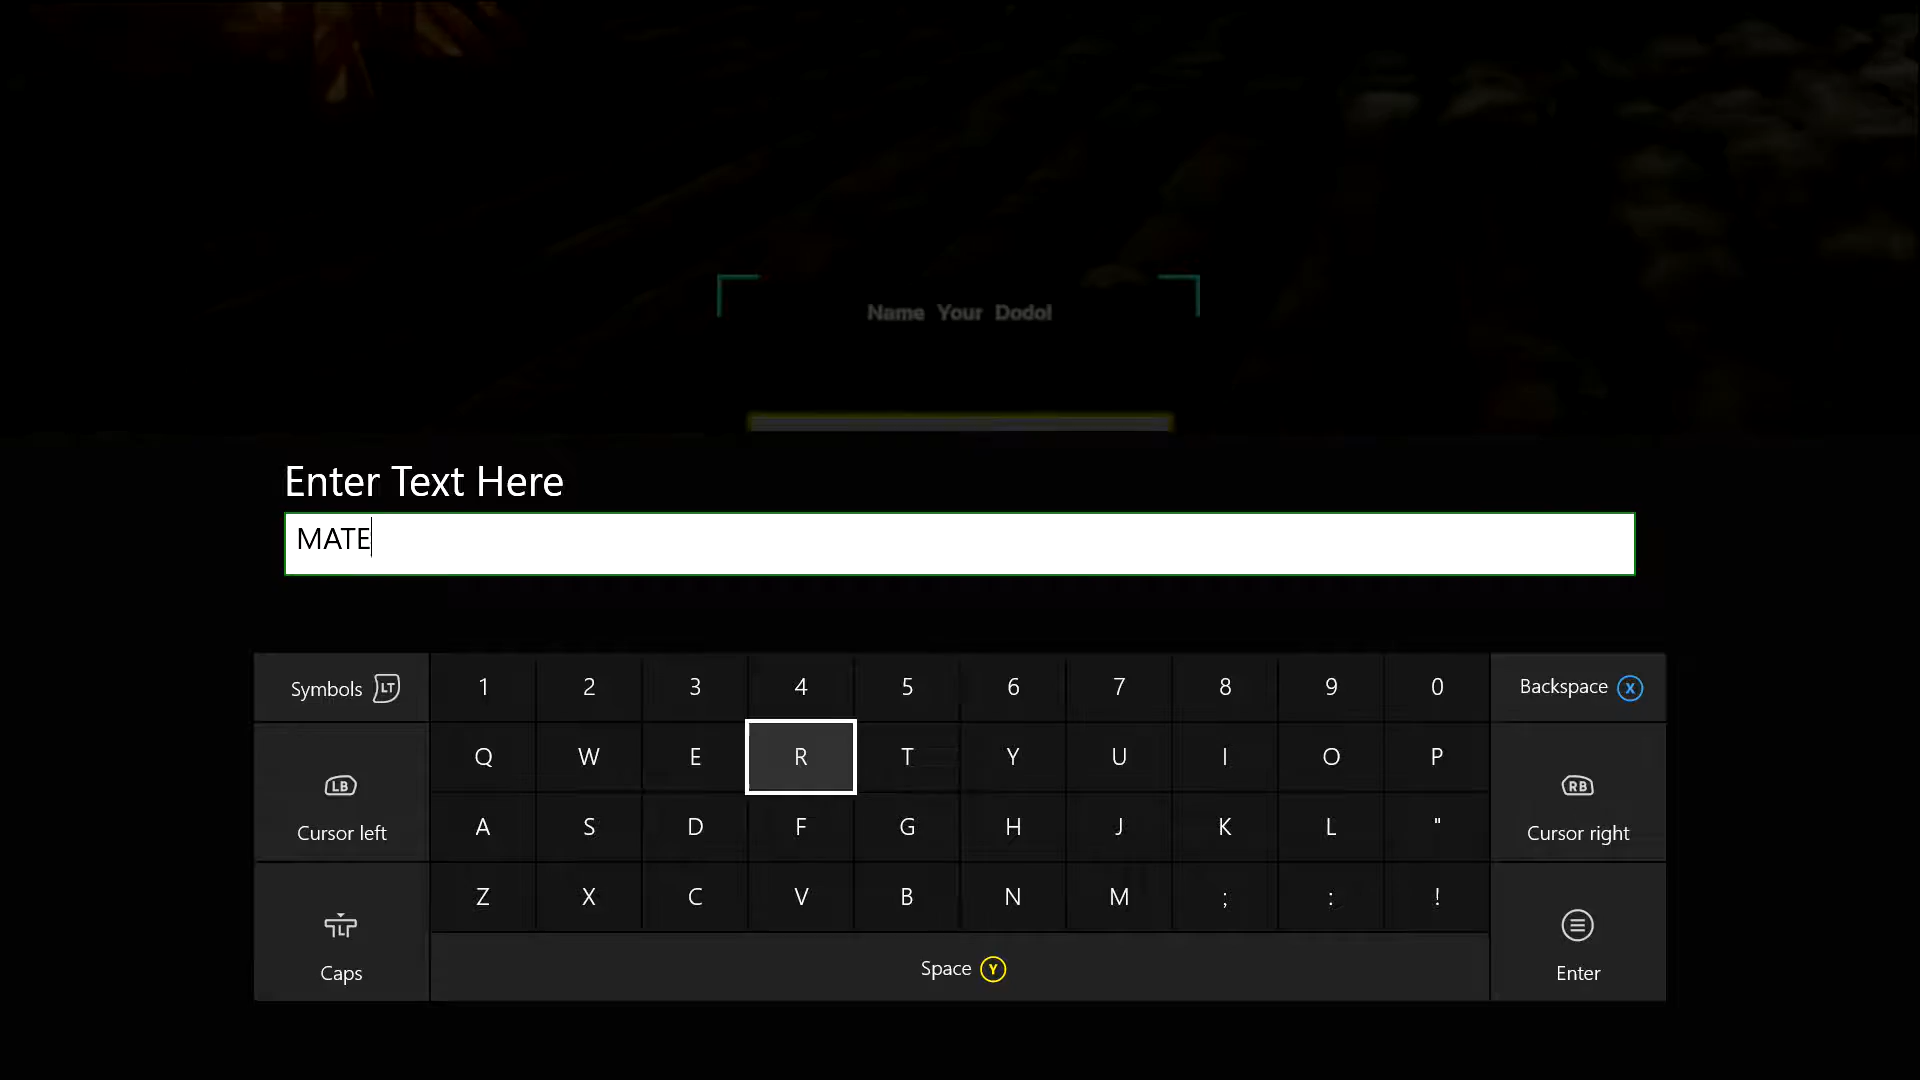 Name Your Dodo!
Enter Text Here
MATE
Symbols LT 1 2 3 4 5 6 7 8 9 0 Backspace X
Q W E R T Y U I O P
LB RB
Cursor left A S D F G H J K L " Cursor right
Z X C V B N M ; : !
Caps Space Y Enter